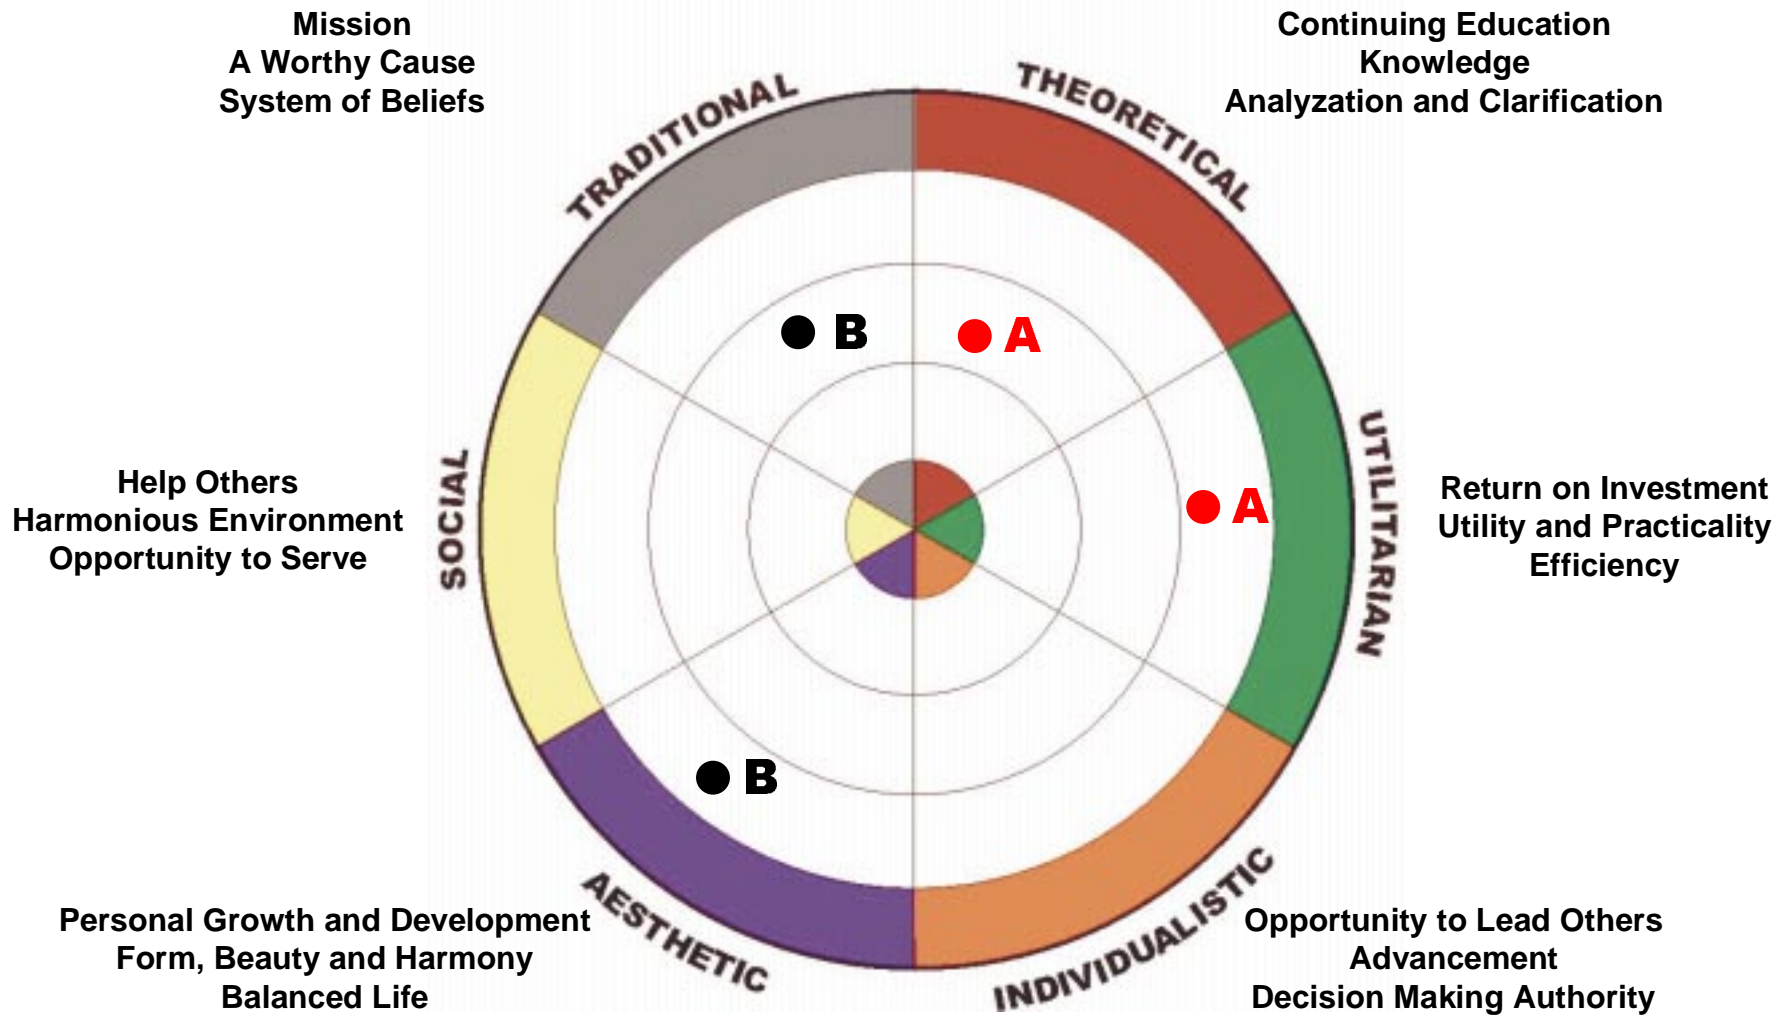 Mission
A Worthy Cause
System of Beliefs
Continuing Education
Knowledge
Analyzation and Clarification
TRADITIONAL
THEORETICAL
B
A
Help Others
Harmonious Environment
Opportunity to Serve
SOCIAL
A
UTILITARIAN
Return on Investment
Utility and Practicality
Efficiency
B
Personal Growth and Development
Form, Beauty and Harmony
Balanced Life
AESTHETIC
INDIVIDUALISTIC
Opportunity to Lead Others
Advancement
Decision Making Authority